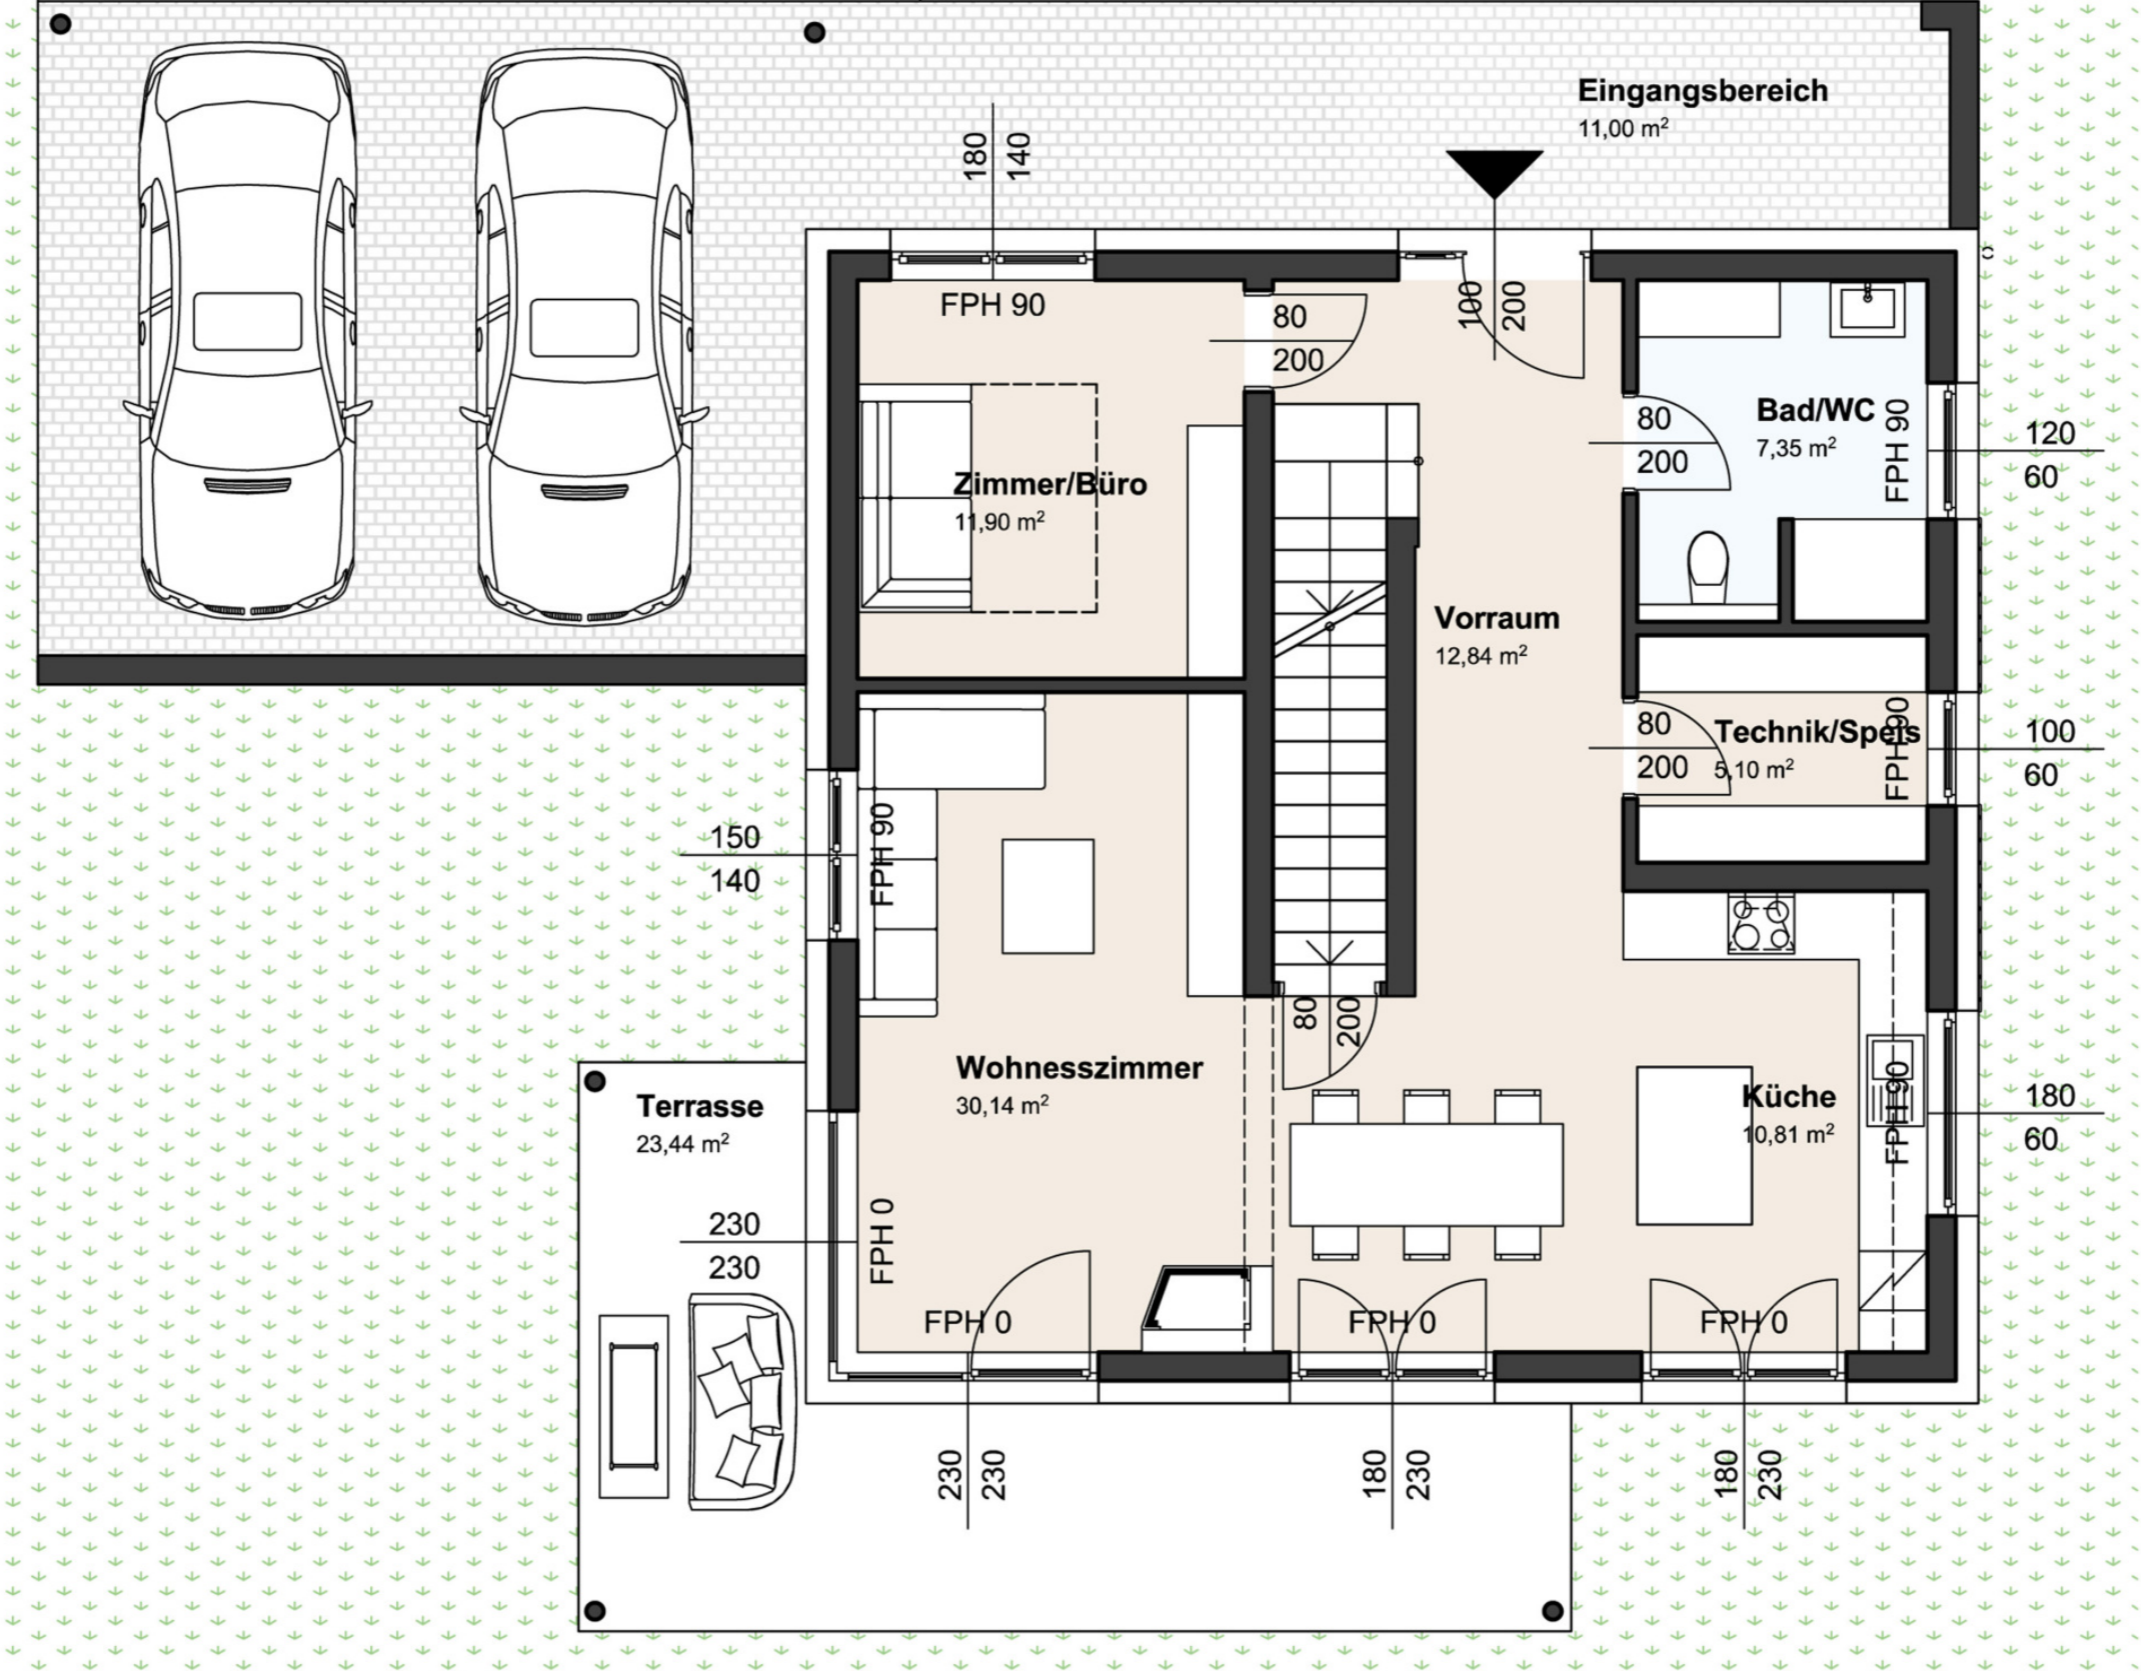 Eingangsbereich
11,00 m²
180
140
FPH 90
80
200
100
200
Zimmer/Büro
11,90 m²
80
200
Bad/WC
7,35 m²
FPH 90
120
60
Vorraum
12,84 m²
80
200
Technik/Speis
5,10 m²
FPH 90
100
60
150
140
FPH 90
80
200
Wohnesszimmer
30,14 m²
Terrasse
23,44 m²
Küche
10,81 m²
FPH 90
180
60
230
230
FPH 0
FPH 0
FPH 0
FPH 0
230
230
180
230
180
230